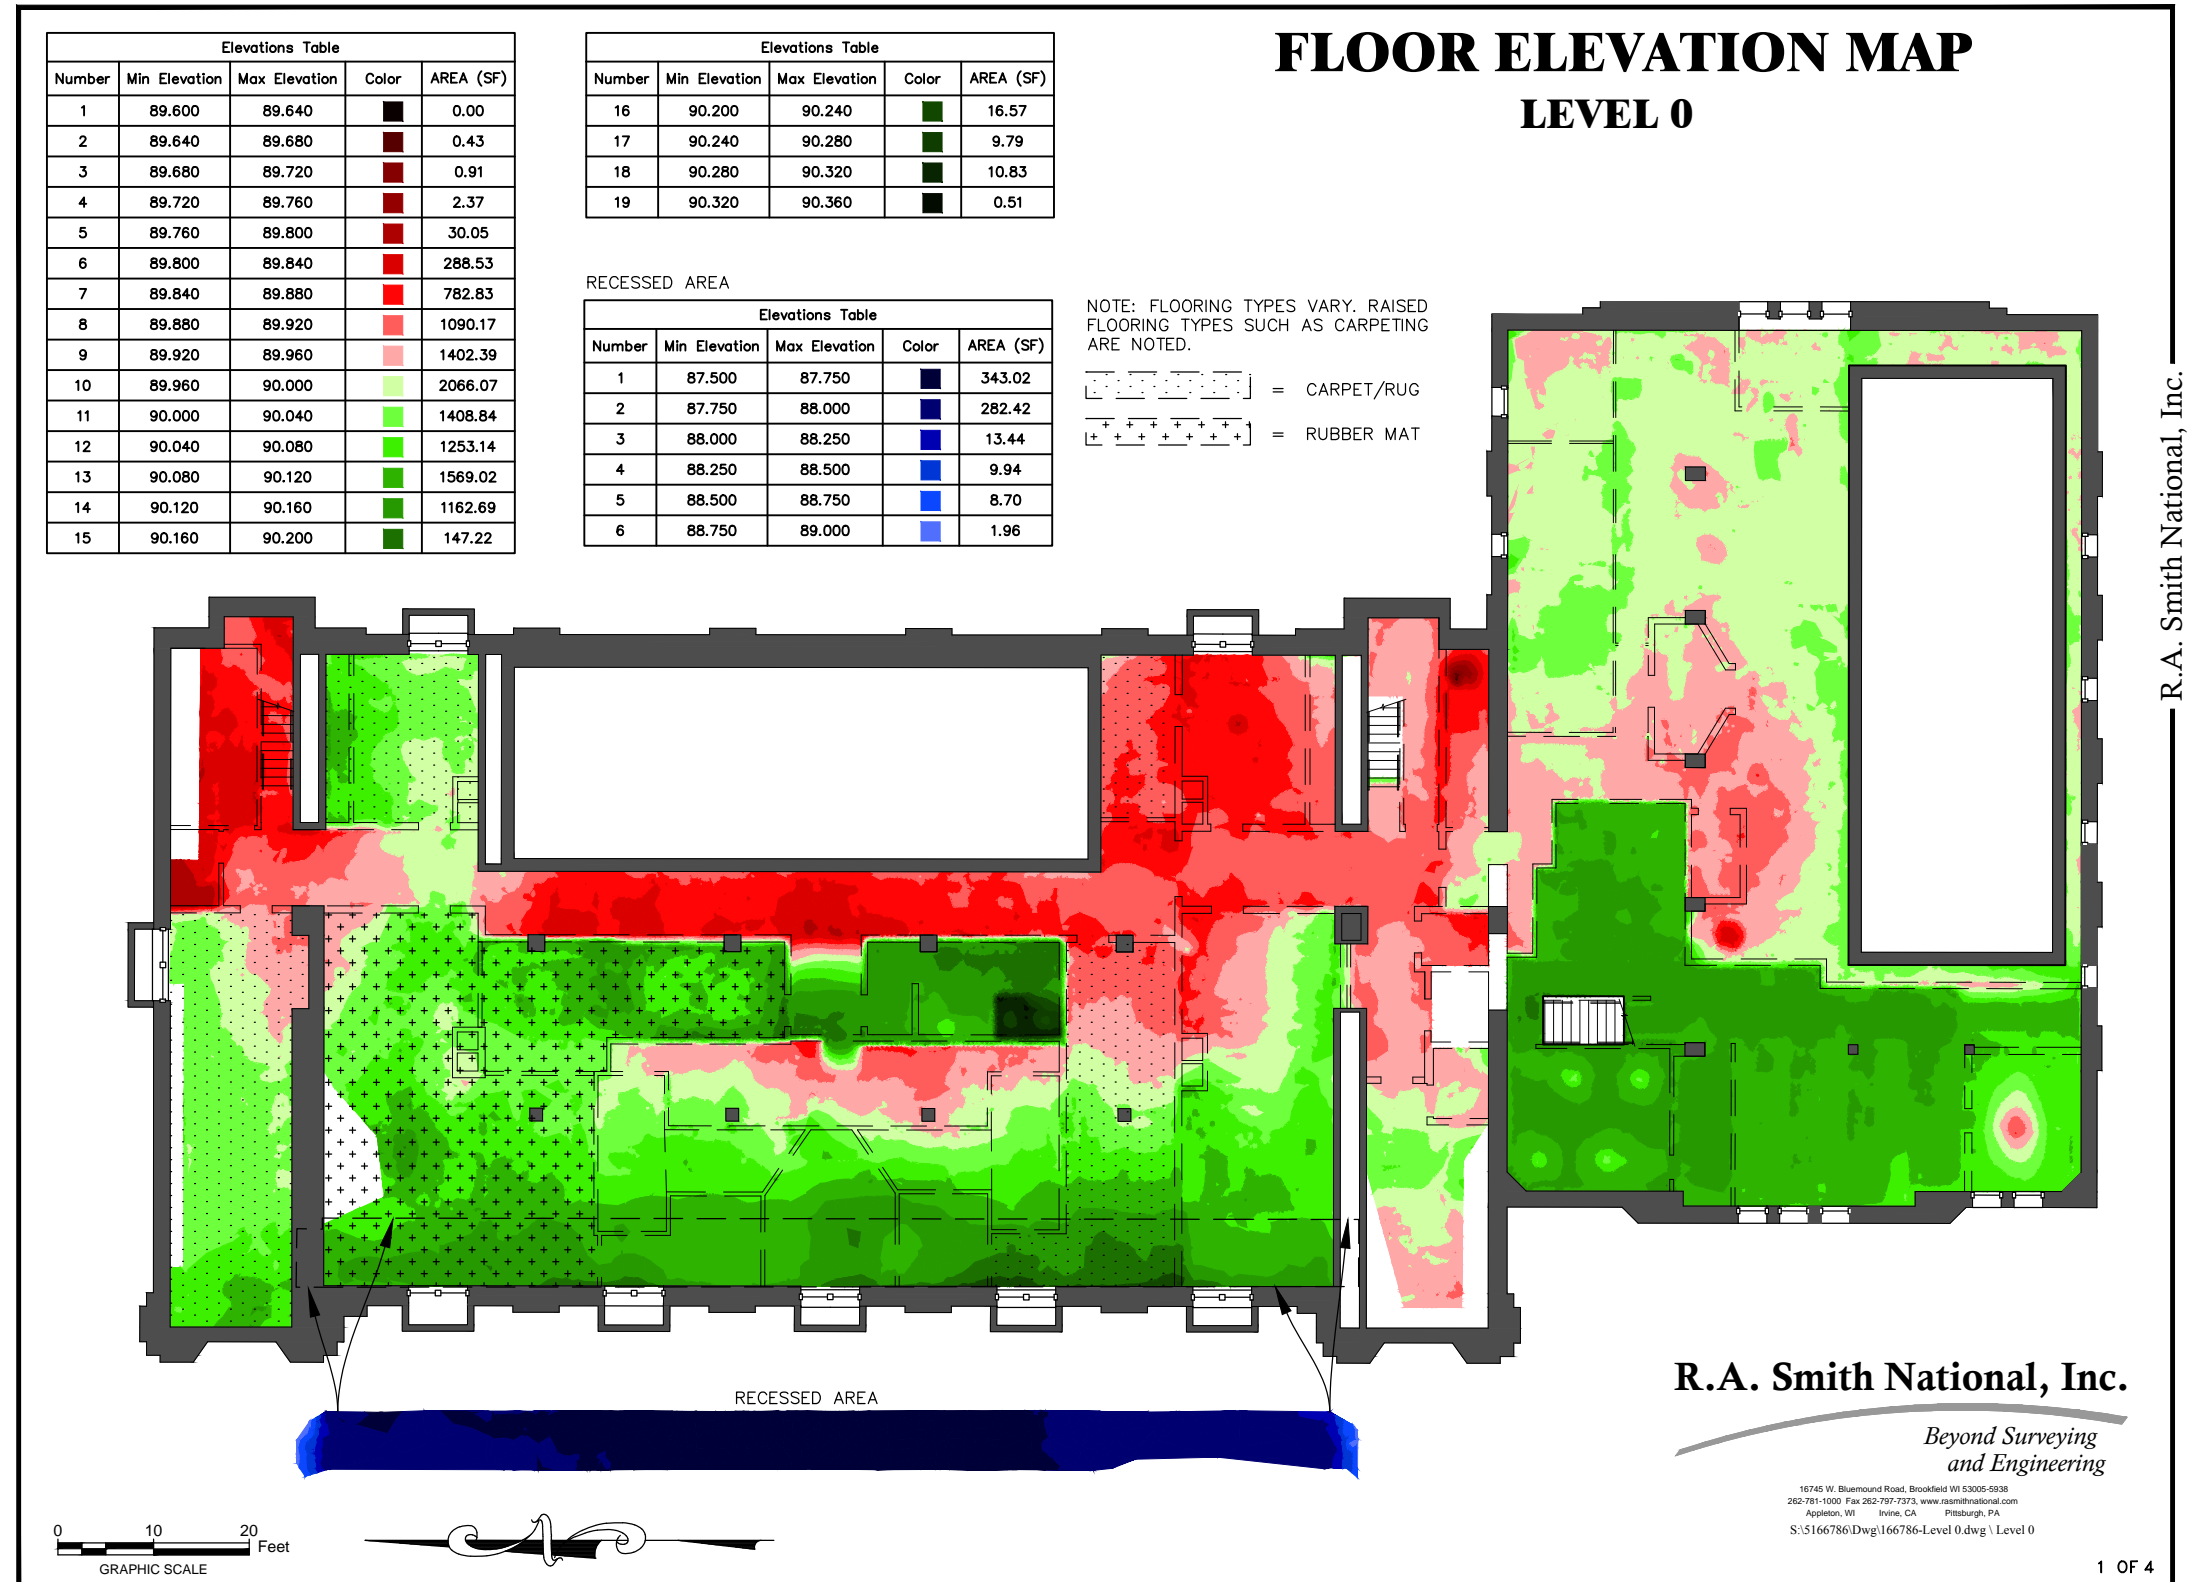 FLOOR ELEVATION MAP
LEVEL 0
Elevations Table
Number Min Elevation Max Elevation Color AREA (SF)
1 89.600 89.640 0.00
2 89.640 89.680 0.43
3 89.680 89.720 0.91
4 89.720 89.760 2.37
5 89.760 89.800 30.05
6 89.800 89.840 288.53
7 89.840 89.880 782.83
8 89.880 89.920 1090.17
9 89.920 89.960 1402.39
10 89.960 90.000 2066.07
11 90.000 90.040 1408.84
12 90.040 90.080 1253.14
13 90.080 90.120 1569.02
14 90.120 90.160 1162.69
15 90.160 90.200 147.22
Elevations Table
Number Min Elevation Max Elevation Color AREA (SF)
16 90.200 90.240 16.57
17 90.240 90.280 9.79
18 90.280 90.320 10.83
19 90.320 90.360 0.51
RECESSED AREA
Elevations Table
Number Min Elevation Max Elevation Color AREA (SF)
1 87.500 87.750 343.02
2 87.750 88.000 282.42
3 88.000 88.250 13.44
4 88.250 88.500 9.94
5 88.500 88.750 8.70
6 88.750 89.000 1.96
NOTE: FLOORING TYPES VARY. RAISED
FLOORING TYPES SUCH AS CARPETING
ARE NOTED.
= CARPET/RUG
= RUBBER MAT
R.A. Smith National, Inc.
RECESSED AREA
R.A. Smith National, Inc.
Beyond Surveying
and Engineering
16745 W. Bluemound Road, Brookfield WI 53005-5938
262-781-1000 Fax 262-797-7373, www.rasmithnational.com
Appleton, WI Irvine, CA Pittsburgh, PA
S:\5166786\Dwg\166786-Level 0.dwg \ Level 0
0 10 20
Feet
GRAPHIC SCALE
N
1 OF 4